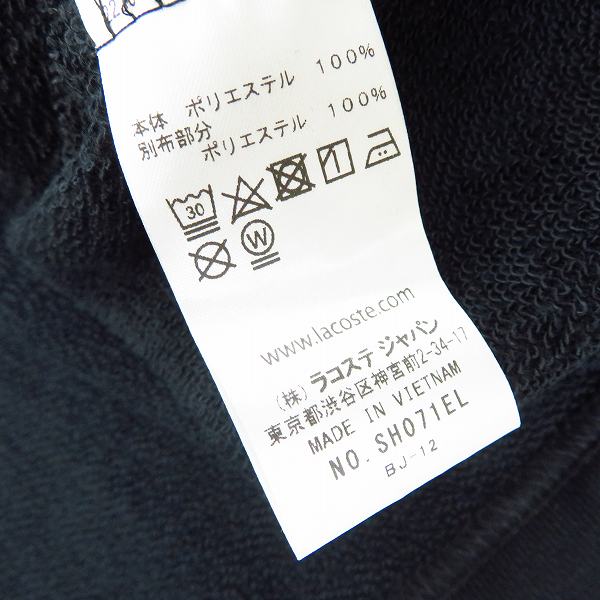 本体 ポリエステル 100%
別布部分
ポリエステル 100%
30
W
www.lacoste.com
(株) ラコステ ジャパン
東京都渋谷区神宮前2-34-17
MADE IN VIETNAM
NO. SH071EL
BJ-12